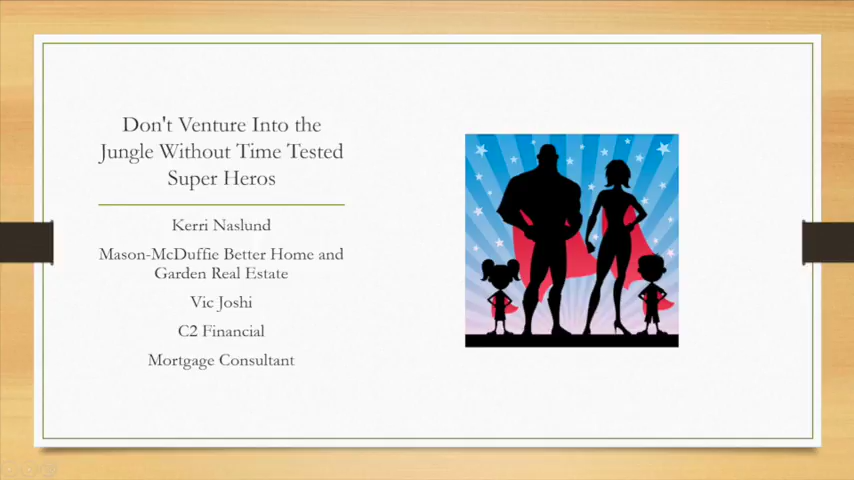 Don't Venture Into the
Jungle Without Time Tested
Super Heros
Kerri Naslund
Mason-McDuffie Better Home and
Garden Real Estate
Vic Joshi
C2 Financial
Mortgage Consultant